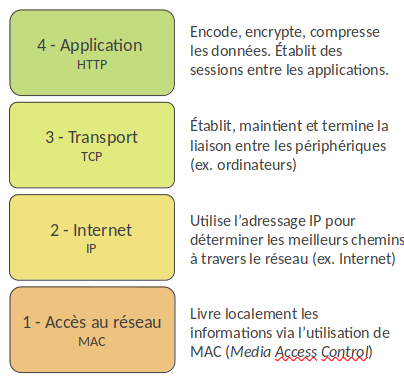 4 - Application
HTTP
Encode, encrypte, compresse
les données. Établit des
sessions entre les applications.
3 - Transport
TCP
Établit, maintient et termine la
liaison entre les périphériques
(ex. ordinateurs)
2 - Internet
IP
Utilise l’adressage IP pour
déterminer les meilleurs chemins
à travers le réseau (ex. Internet)
1 - Accès au réseau
MAC
Livre localement les
informations via l’utilisation de
MAC (Media Access Control)